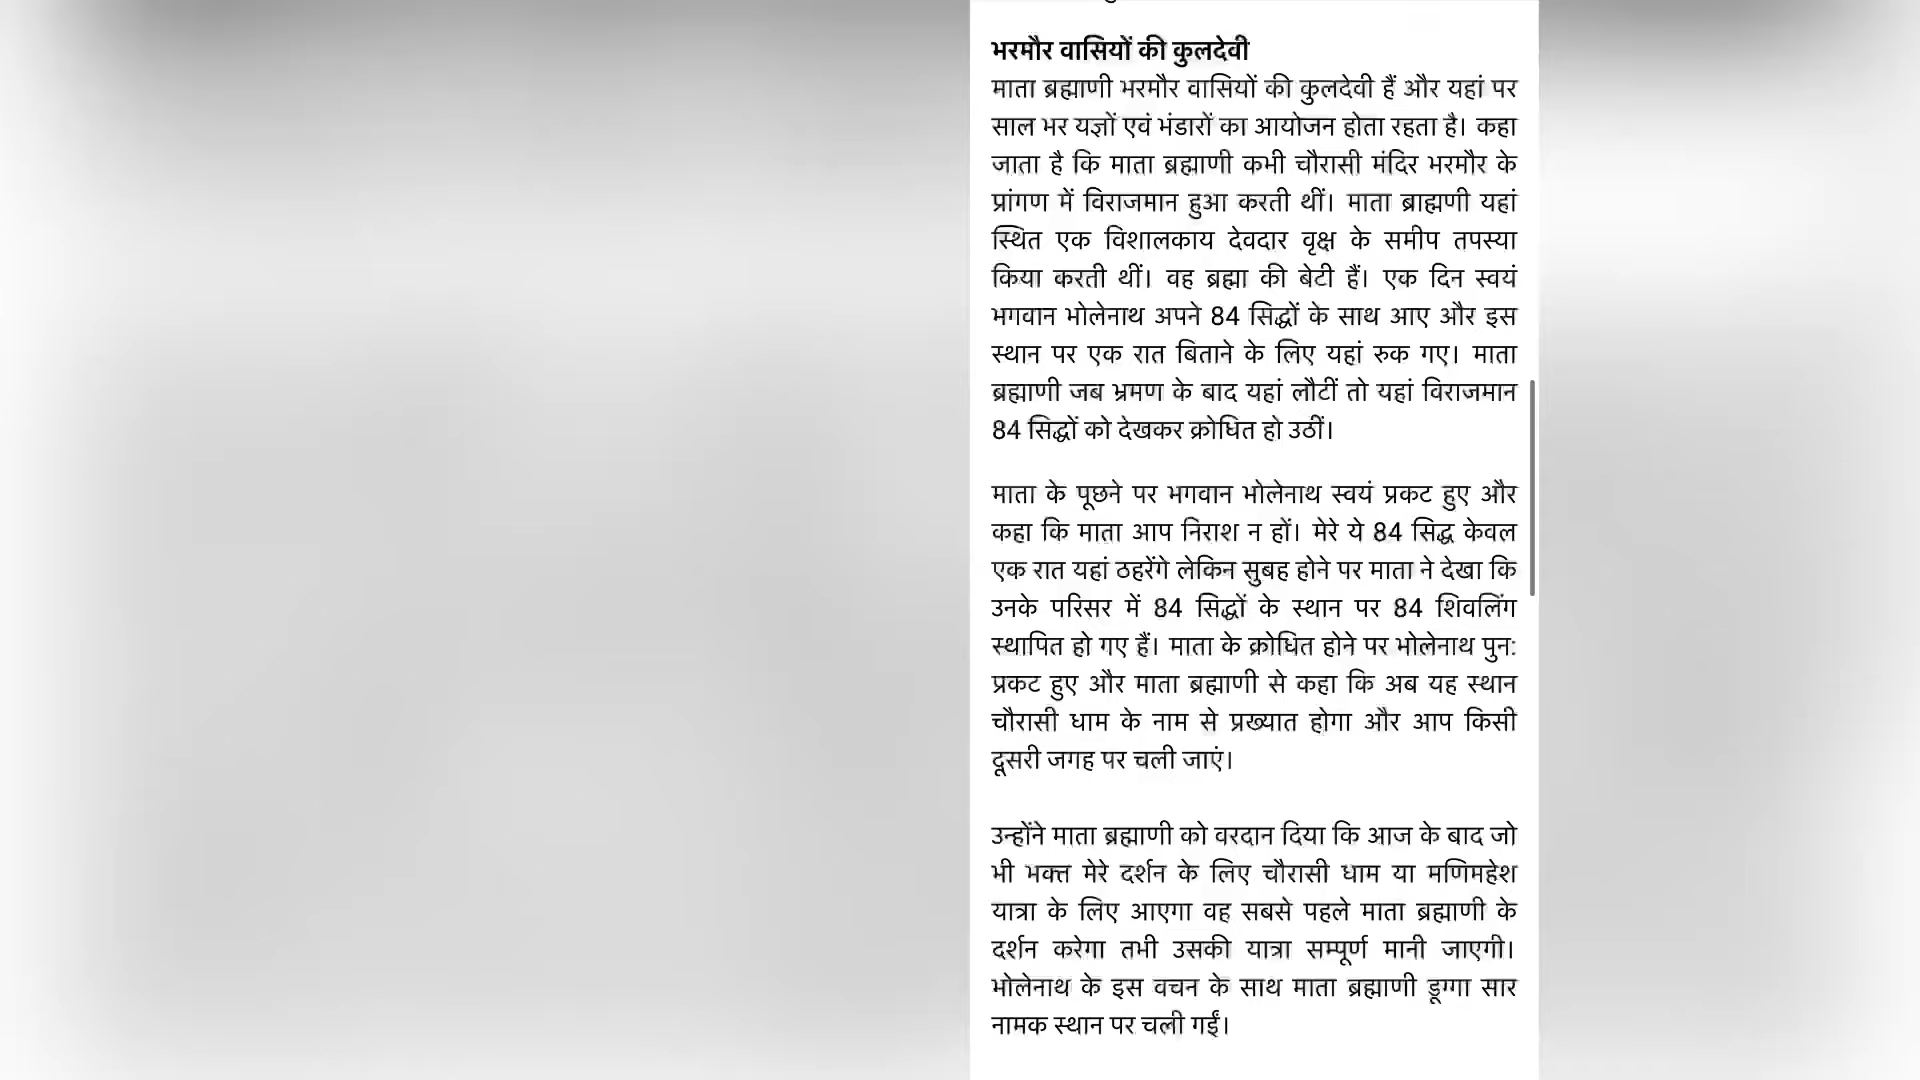 भरमौर वासियों की कुलदेवी
माता ब्रह्माणी भरमौर वासियों की कुलदेवी हैं और यहां पर
साल भर यज्ञों एवं भंडारों का आयोजन होता रहता है। कहा
जाता है कि माता ब्रह्माणी कभी चौरासी मंदिर भरमौर के
प्रांगण में विराजमान हुआ करती थीं। माता ब्राह्मणी यहां
स्थित एक विशालकाय देवदार वृक्ष के समीप तपस्या
किया करती थीं। वह ब्रह्मा की बेटी हैं। एक दिन स्वयं
भगवान भोलेनाथ अपने 84 सिद्धों के साथ आए और इस
स्थान पर एक रात बिताने के लिए यहां रुक गए। माता
ब्रह्माणी जब भ्रमण के बाद यहां लौटीं तो यहां विराजमान
84 सिद्धों को देखकर क्रोधित हो उठीं।
माता के पूछने पर भगवान भोलेनाथ स्वयं प्रकट हुए और
कहा कि माता आप निराश न हों। मेरे ये 84 सिद्ध केवल
एक रात यहां ठहरेंगे लेकिन सुबह होने पर माता ने देखा कि
उनके परिसर में 84 सिद्धों के स्थान पर 84 शिवलिंग
स्थापित हो गए हैं। माता के क्रोधित होने पर भोलेनाथ पुन:
प्रकट हुए और माता ब्रह्माणी से कहा कि अब यह स्थान
चौरासी धाम के नाम से प्रख्यात होगा और आप किसी
दूसरी जगह पर चली जाएं।
उन्होंने माता ब्रह्माणी को वरदान दिया कि आज के बाद जो
भी भक्त मेरे दर्शन के लिए चौरासी धाम या मणिमहेश
यात्रा के लिए आएगा वह सबसे पहले माता ब्रह्माणी के
दर्शन करेगा तभी उसकी यात्रा सम्पूर्ण मानी जाएगी।
भोलेनाथ के इस वचन के साथ माता ब्रह्माणी डूग्गा सार
नामक स्थान पर चली गईं।